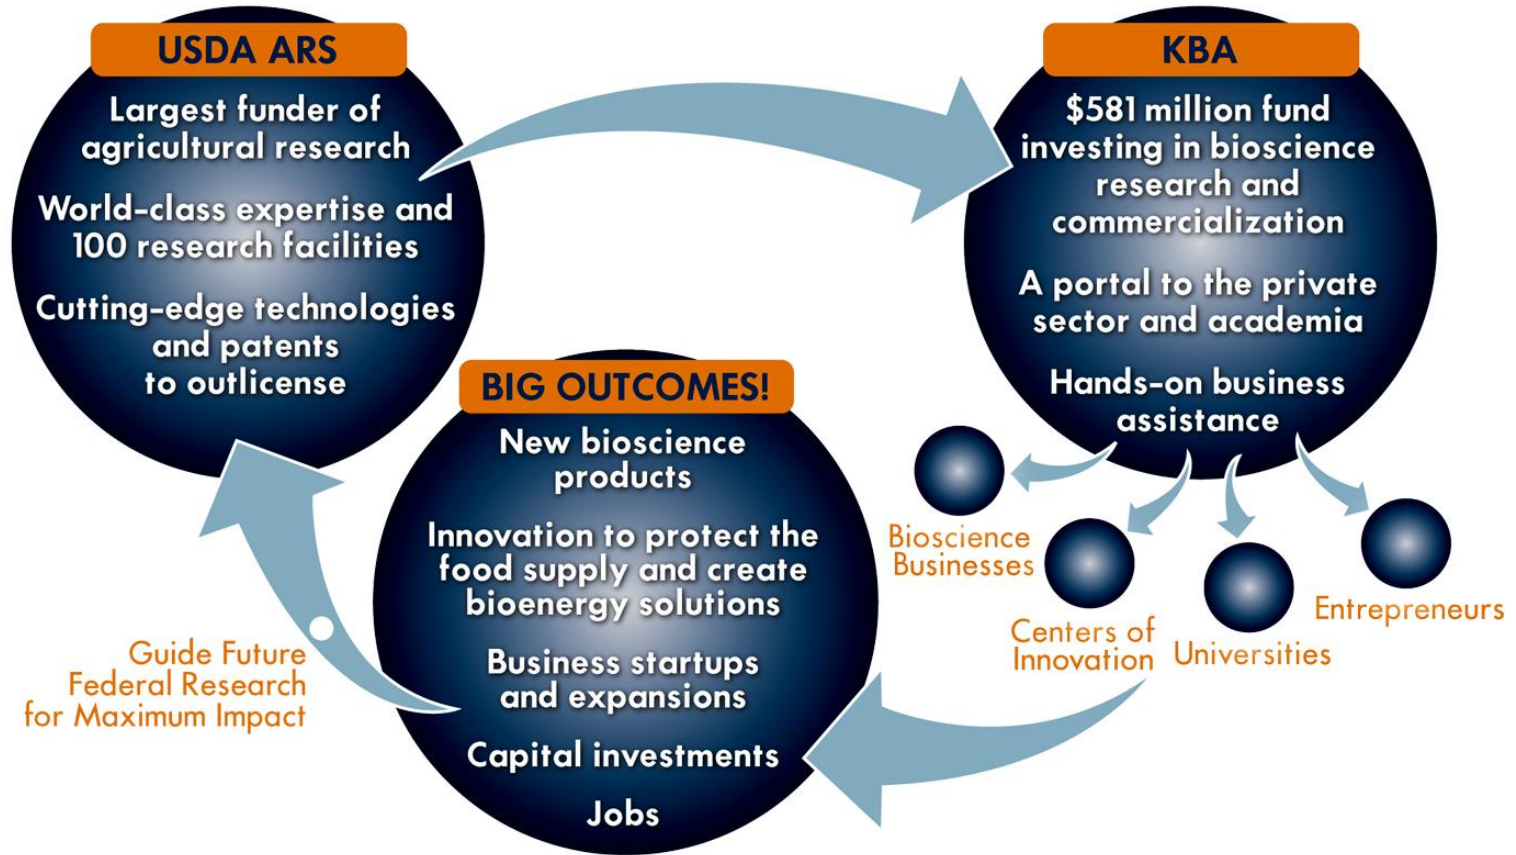 USDA ARS
Largest funder of
agricultural research
World-class expertise and
100 research facilities
Cutting-edge technologies
and patents
to outlicense
KBA
$581 million fund
investing in bioscience
research and
commercialization
A portal to the private
sector and academia
Hands-on business
assistance
Bioscience
Businesses
Centers of
Innovation
Universities
Entrepreneurs
BIG OUTCOMES!
New bioscience
products
Innovation to protect the
food supply and create
bioenergy solutions
Business startups
and expansions
Capital investments
Jobs
Guide Future
Federal Research
for Maximum Impact